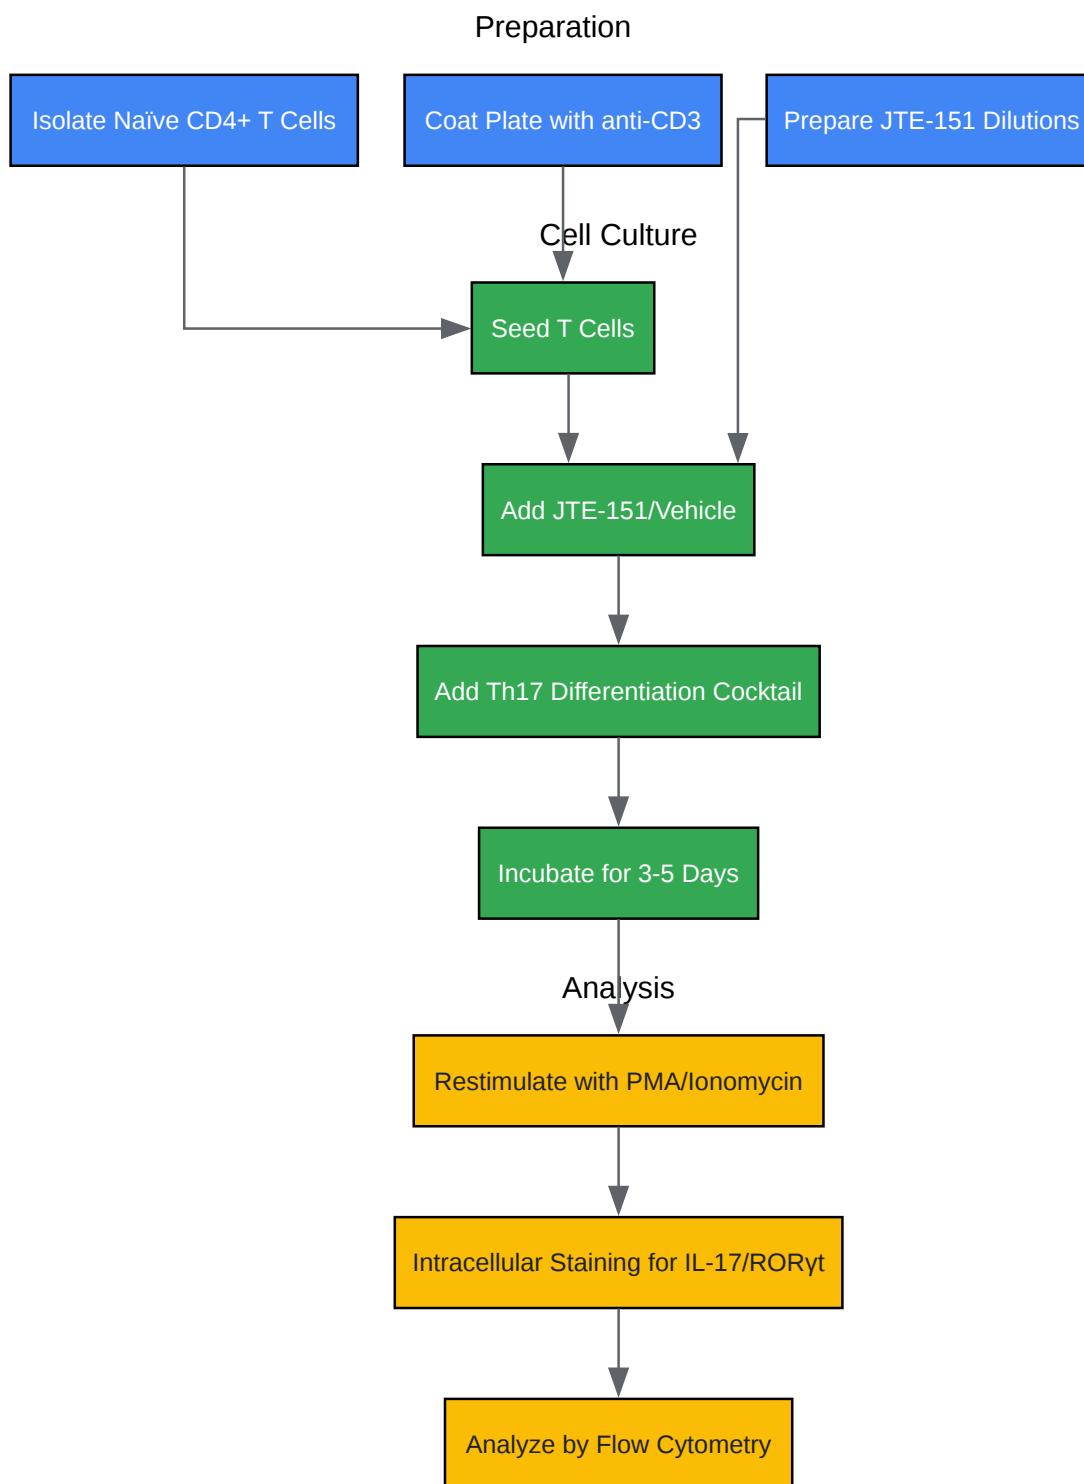 Preparation
Isolate Naïve CD4+ T Cells
Coat Plate with anti-CD3
Prepare JTE-151 Dilutions
Cell Culture
Seed T Cells
Add JTE-151/Vehicle
Add Th17 Differentiation Cocktail
Incubate for 3-5 Days
Analysis
Restimulate with PMA/Ionomycin
Intracellular Staining for IL-17/RORγt
Analyze by Flow Cytometry